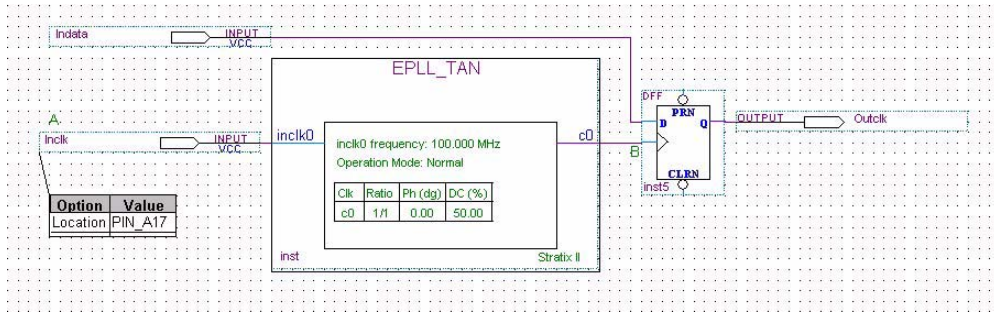 Indata INPUT VCC
EPLL_TAN
DFF
PRN
D Q
OUTPUT Outclk
A
Inclk INPUT VCC
inclk0 c0
B
inclk0 frequency: 100.000 MHz
Operation Mode: Normal
CLRN
inst5
Clk Ratio Ph (dg) DC (%)
c0 1/1 0.00 50.00
Option Value
Location PIN_A17
inst Stratix II